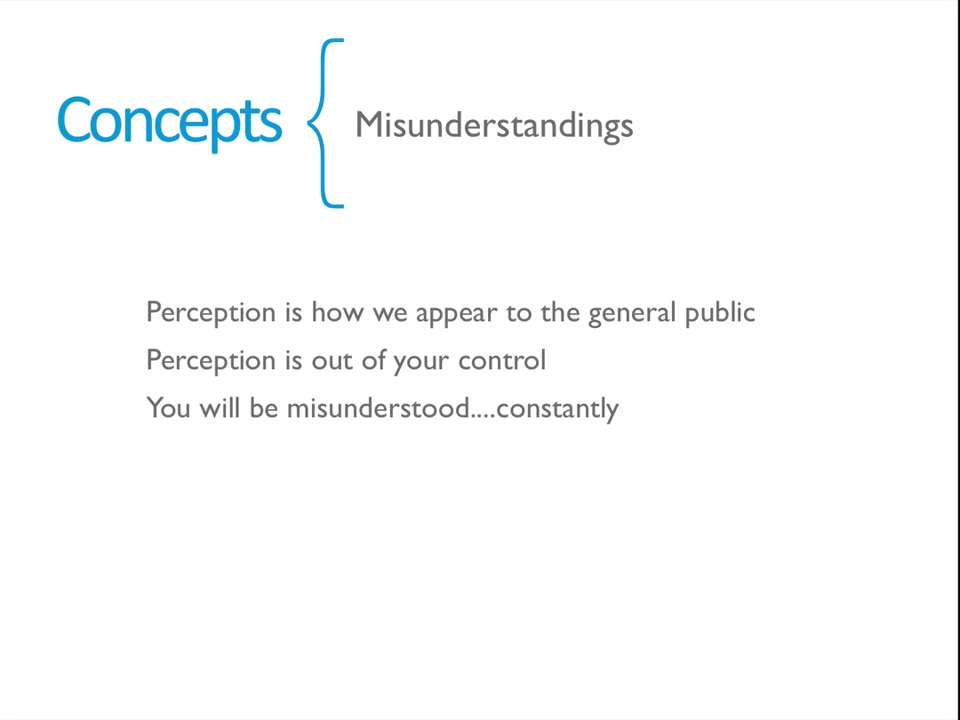 Concepts
Misunderstandings
Perception is how we appear to the general public
Perception is out of your control
You will be misunderstood....constantly